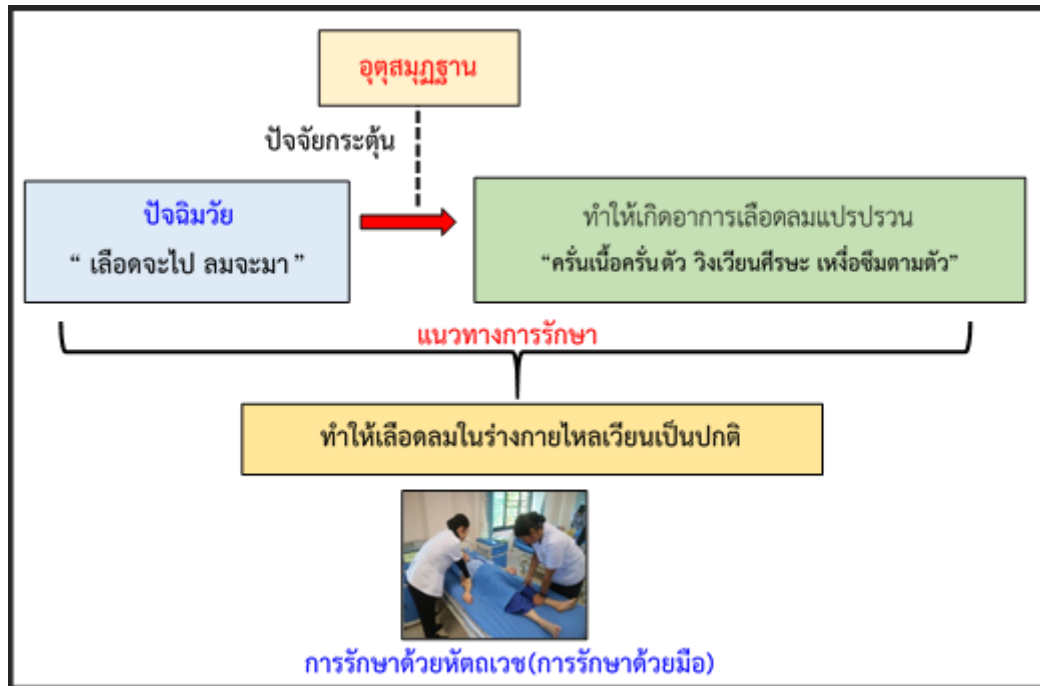 อุตุสมุฏฐาน
ปัจจัยกระตุ้น
ปัจฉิมวัย
“ เลือดจะไป ลมจะมา ”
ทำให้เกิดอาการเลือดลมแปรปรวน
“ครั่นเนื้อครั่นตัว วิงเวียนศีรษะ เหงื่อซึมตามตัว”
แนวทางการรักษา
ทำให้เลือดลมในร่างกายไหลเวียนเป็นปกติ
การรักษาด้วยหัตถเวช(การรักษาด้วยมือ)